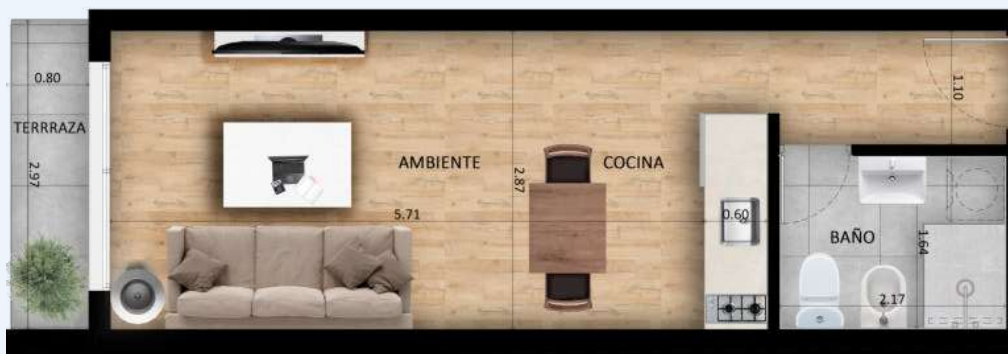 0.80
TERRRAZA
2.97
AMBIENTE
5.71
2.87
COCINA
0.60
1.10
BAÑO
1.64
2.17